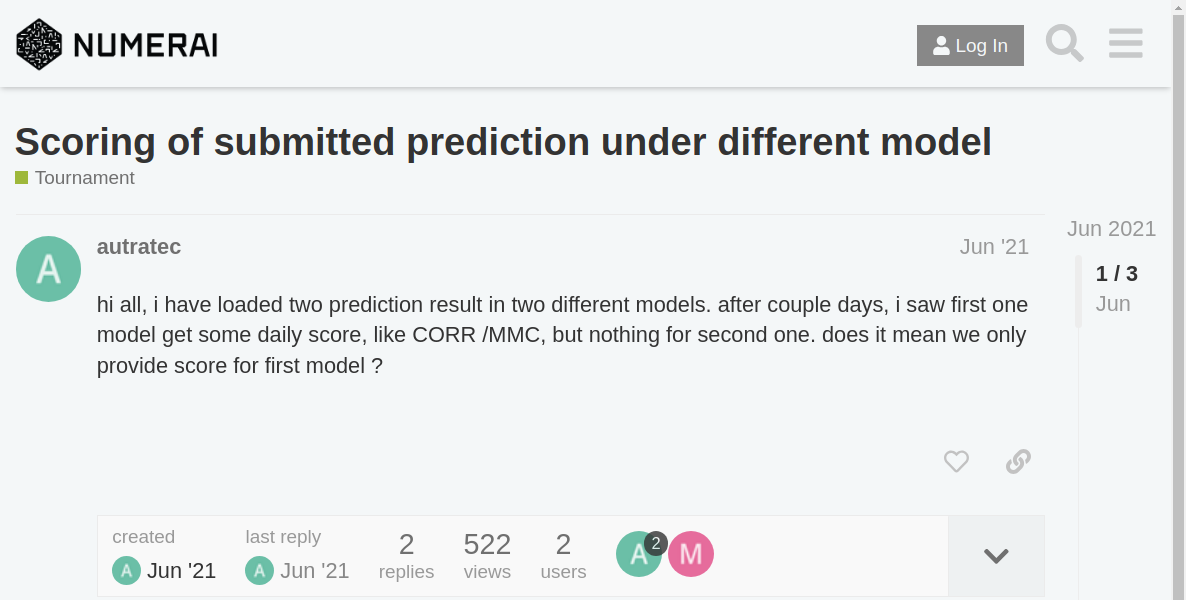 NUMERAI
Log In
Scoring of submitted prediction under different model
Tournament
A
autratec
Jun '21
hi all, i have loaded two prediction result in two different models. after couple days, i saw first one
model get some daily score, like CORR /MMC, but nothing for second one. does it mean we only
provide score for first model ?
Jun 2021
1 / 3
Jun
created
A Jun '21
last reply
A Jun '21
2
replies
522
views
2
users
A 2
M